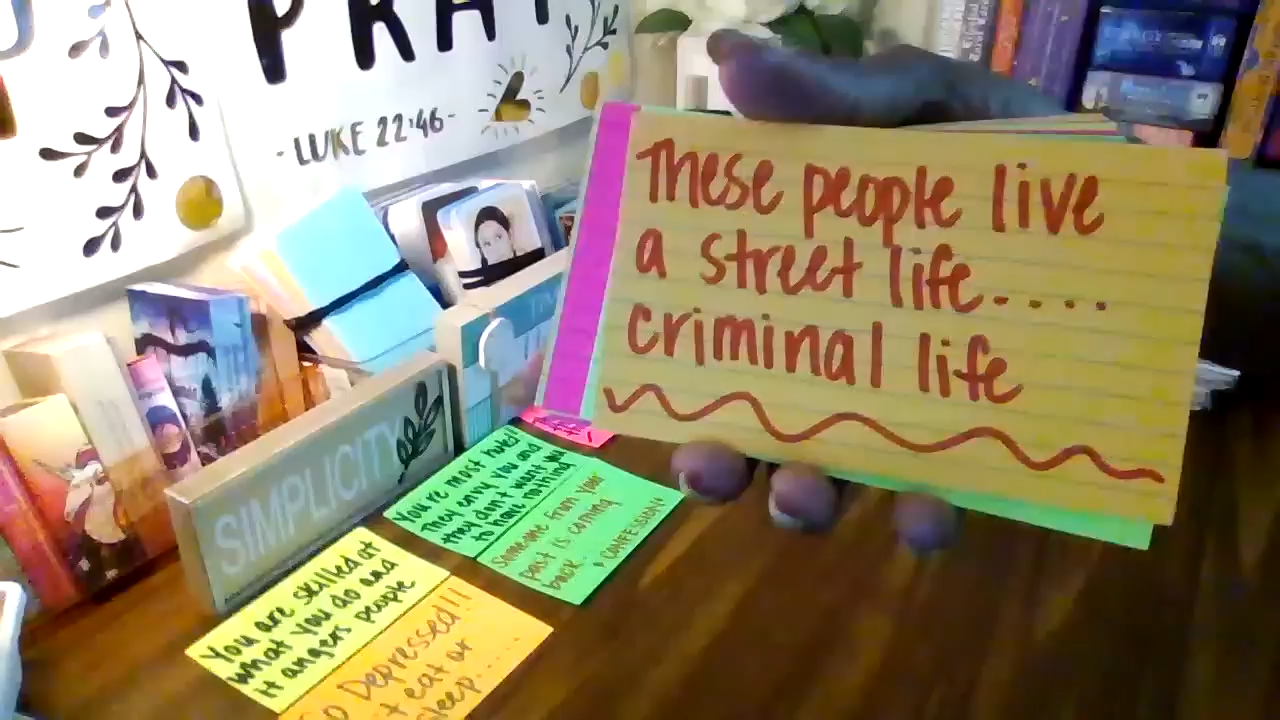 PRAY
-LUKE 22:46-
These people live
a street life....
criminal life
SIMPLICITY
You're most hated!
They envy you and
they don't want you
to have nothing
Someone from your
past is coming
back.
"CONFESSION"
You are skilled at
what you do and
it angers people
Depressed!!
eat or
sleep.....